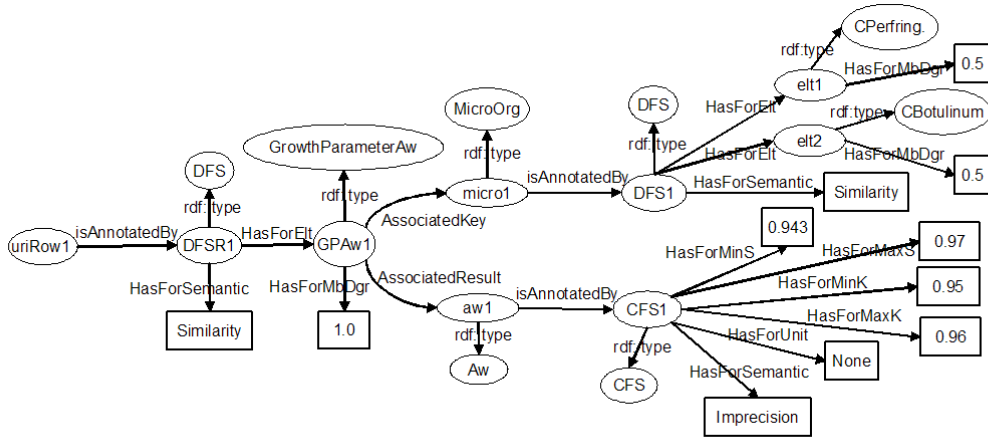 CPerfring.
rdf:type
HasForMbDgr
0.5
elt1
DFS
HasForElt
rdf:type
CBotulinum
MicroOrg
rdf:type
HasForElt
elt2
HasForMbDgr
GrowthParameterAw
rdf:type
isAnnotatedBy
DFS1
HasForSemantic
Similarity
0.5
DFS
rdf:type
micro1
rdf:type
AssociatedKey
0.943
uriRow1
isAnnotatedBy
DFSR1
HasForElt
GPAw1
HasForMinS
HasForMaxS
0.97
AssociatedResult
HasForMinK
0.95
HasForSemantic
HasForMbDgr
isAnnotatedBy
CFS1
HasForMaxK
0.96
Similarity
1.0
aw1
rdf:type
rdf:type
HasForUnit
None
Aw
CFS
HasForSemantic
Imprecision